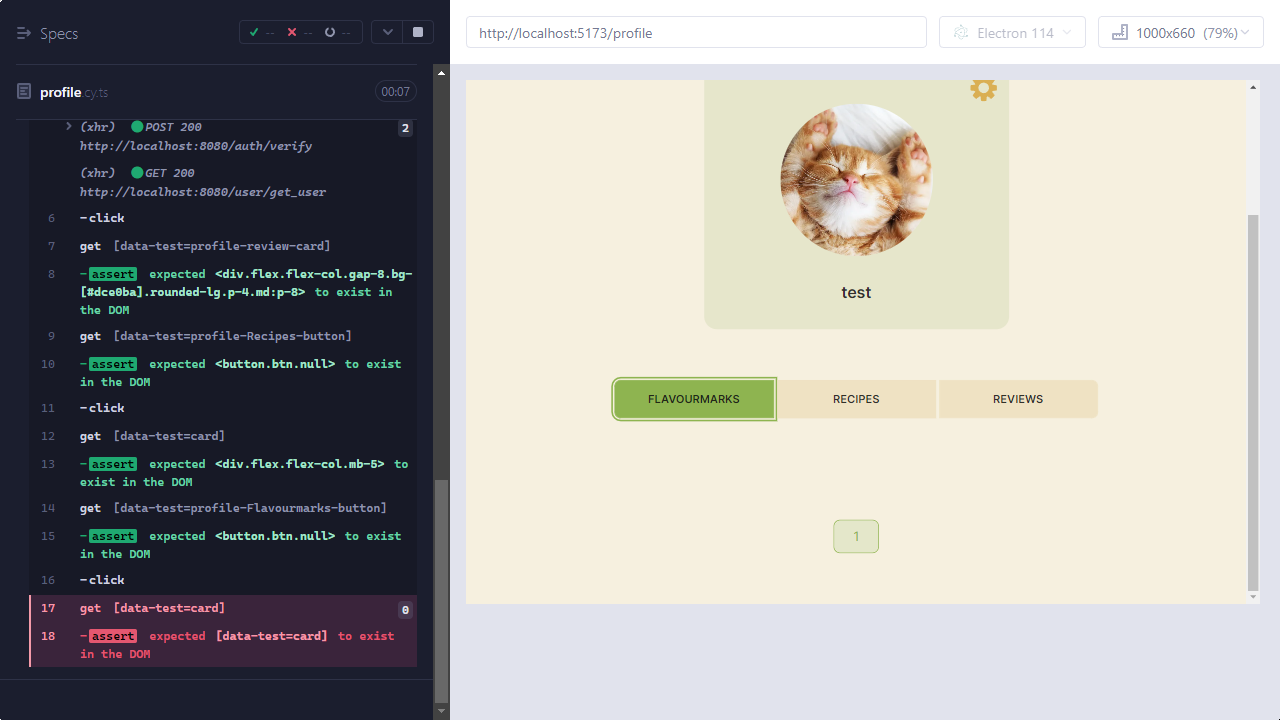 Specs
-- -- --
http://localhost:5173/profile
Electron 114
1000x660 (79%)
profile.cy.ts
00:07
(xhr) POST 200
2
http://localhost:8080/auth/verify
(xhr) GET 200
http://localhost:8080/user/get_user
6 -click
7 get [data-test=profile-review-card]
8 -assert expected <div.flex.flex-col.gap-8.bg-
[#dce0ba].rounded-lg.p-4.md:p-8> to exist in
the DOM
9 get [data-test=profile-Recipes-button]
10 -assert expected <button.btn.null> to exist
in the DOM
11 -click
12 get [data-test=card]
13 -assert expected <div.flex.flex-col.mb-5> to
exist in the DOM
14 get [data-test=profile-Flavourmarks-button]
15 -assert expected <button.btn.null> to exist
in the DOM
16 -click
17 get [data-test=card]
0
18 -assert expected [data-test=card] to exist
in the DOM
test
FLAVOURMARKS
RECIPES
REVIEWS
1